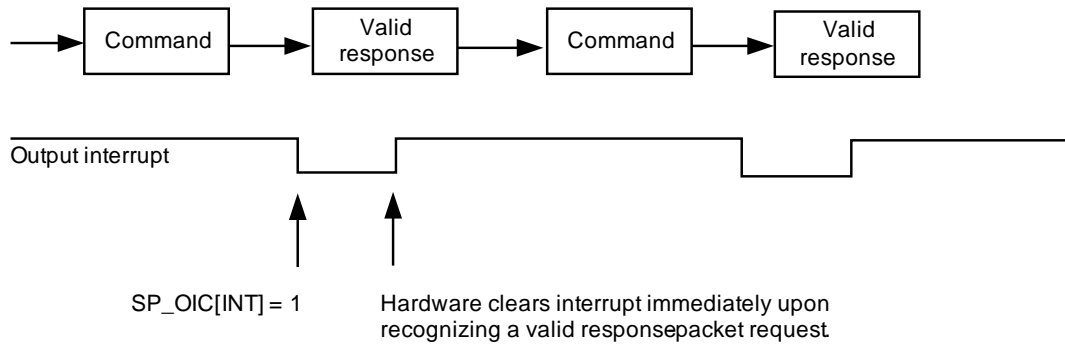 Command
Valid
response
Command
Valid
response
Output interrupt
SP_OIC[INT] = 1
Hardware clears interrupt immediately upon
recognizing a valid responsepacket request.